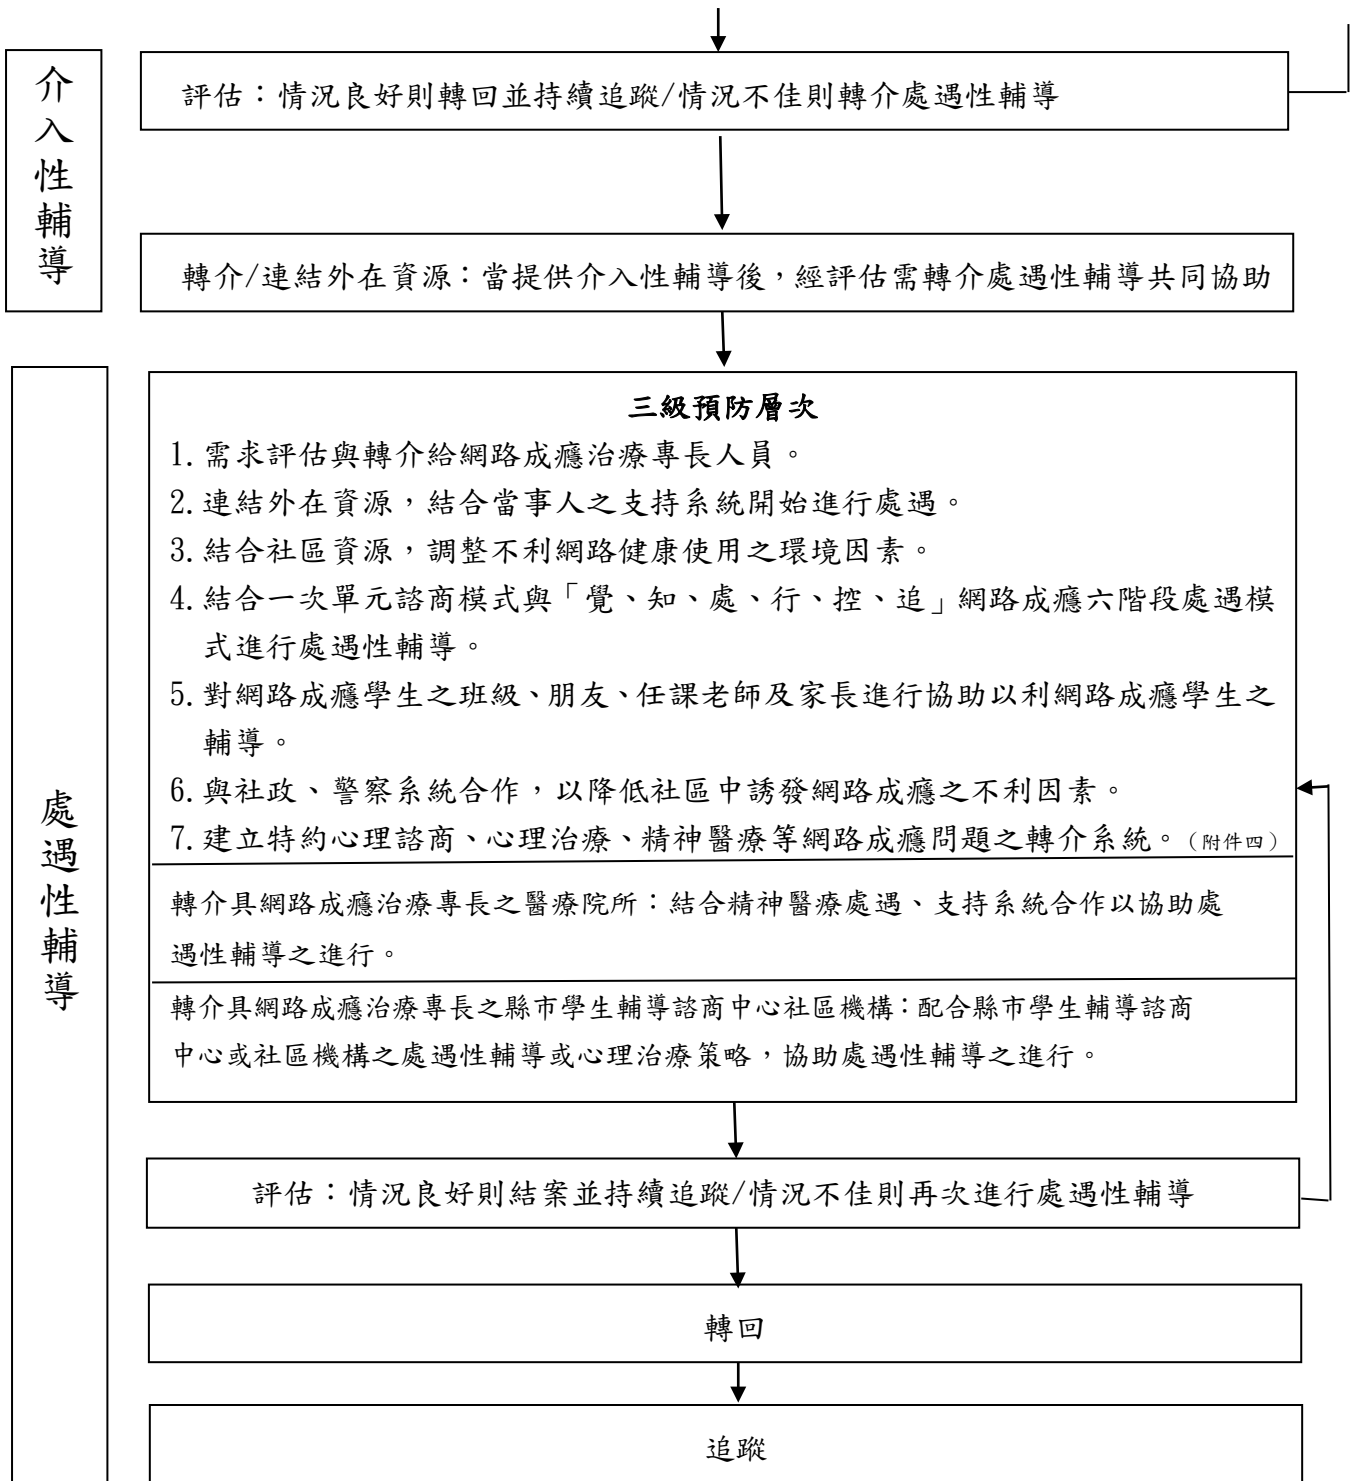 介入性輔導
評估：情況良好則轉回並持續追蹤/情況不佳則轉介處遇性輔導
轉介/連結外在資源：當提供介入性輔導後，經評估需轉介處遇性輔導共同協助
處遇性輔導
三級預防層次
1.需求評估與轉介給網路成癮治療專長人員。
2.連結外在資源，結合當事人之支持系統開始進行處遇。
3.結合社區資源，調整不利網路健康使用之環境因素。
4.結合一次單元諮商模式與「覺、知、處、行、控、追」網路成癮六階段處遇模
式進行處遇性輔導。
5.對網路成癮學生之班級、朋友、任課老師及家長進行協助以利網路成癮學生之
輔導。
6.與社政、警察系統合作，以降低社區中誘發網路成癮之不利因素。
7.建立特約心理諮商、心理治療、精神醫療等網路成癮問題之轉介系統。（附件四）
轉介具網路成癮治療專長之醫療院所：結合精神醫療處遇、支持系統合作以協助處
遇性輔導之進行。
轉介具網路成癮治療專長之縣市學生輔導諮商中心社區機構：配合縣市學生輔導諮商
中心或社區機構之處遇性輔導或心理治療策略，協助處遇性輔導之進行。
評估：情況良好則結案並持續追蹤/情況不佳則再次進行處遇性輔導
轉回
追蹤